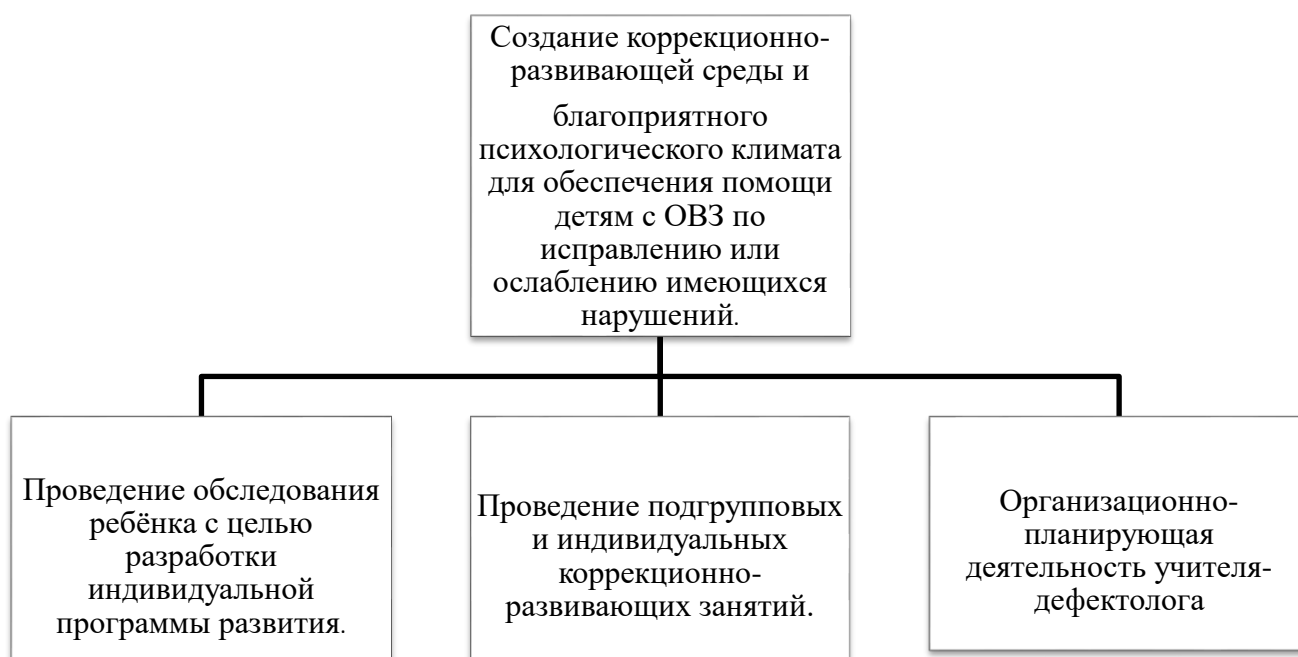 Создание коррекционно-
развивающей среды и
благоприятного
психологического климата
для обеспечения помощи
детям с ОВЗ по
исправлению или
ослаблению имеющихся
нарушений.
Проведение обследования
ребёнка с целью
разработки
индивидуальной
программы развития.
Проведение подгрупповых
и индивидуальных
коррекционно-
развивающих занятий.
Организационно-
планирующая
деятельность учителя-
дефектолога